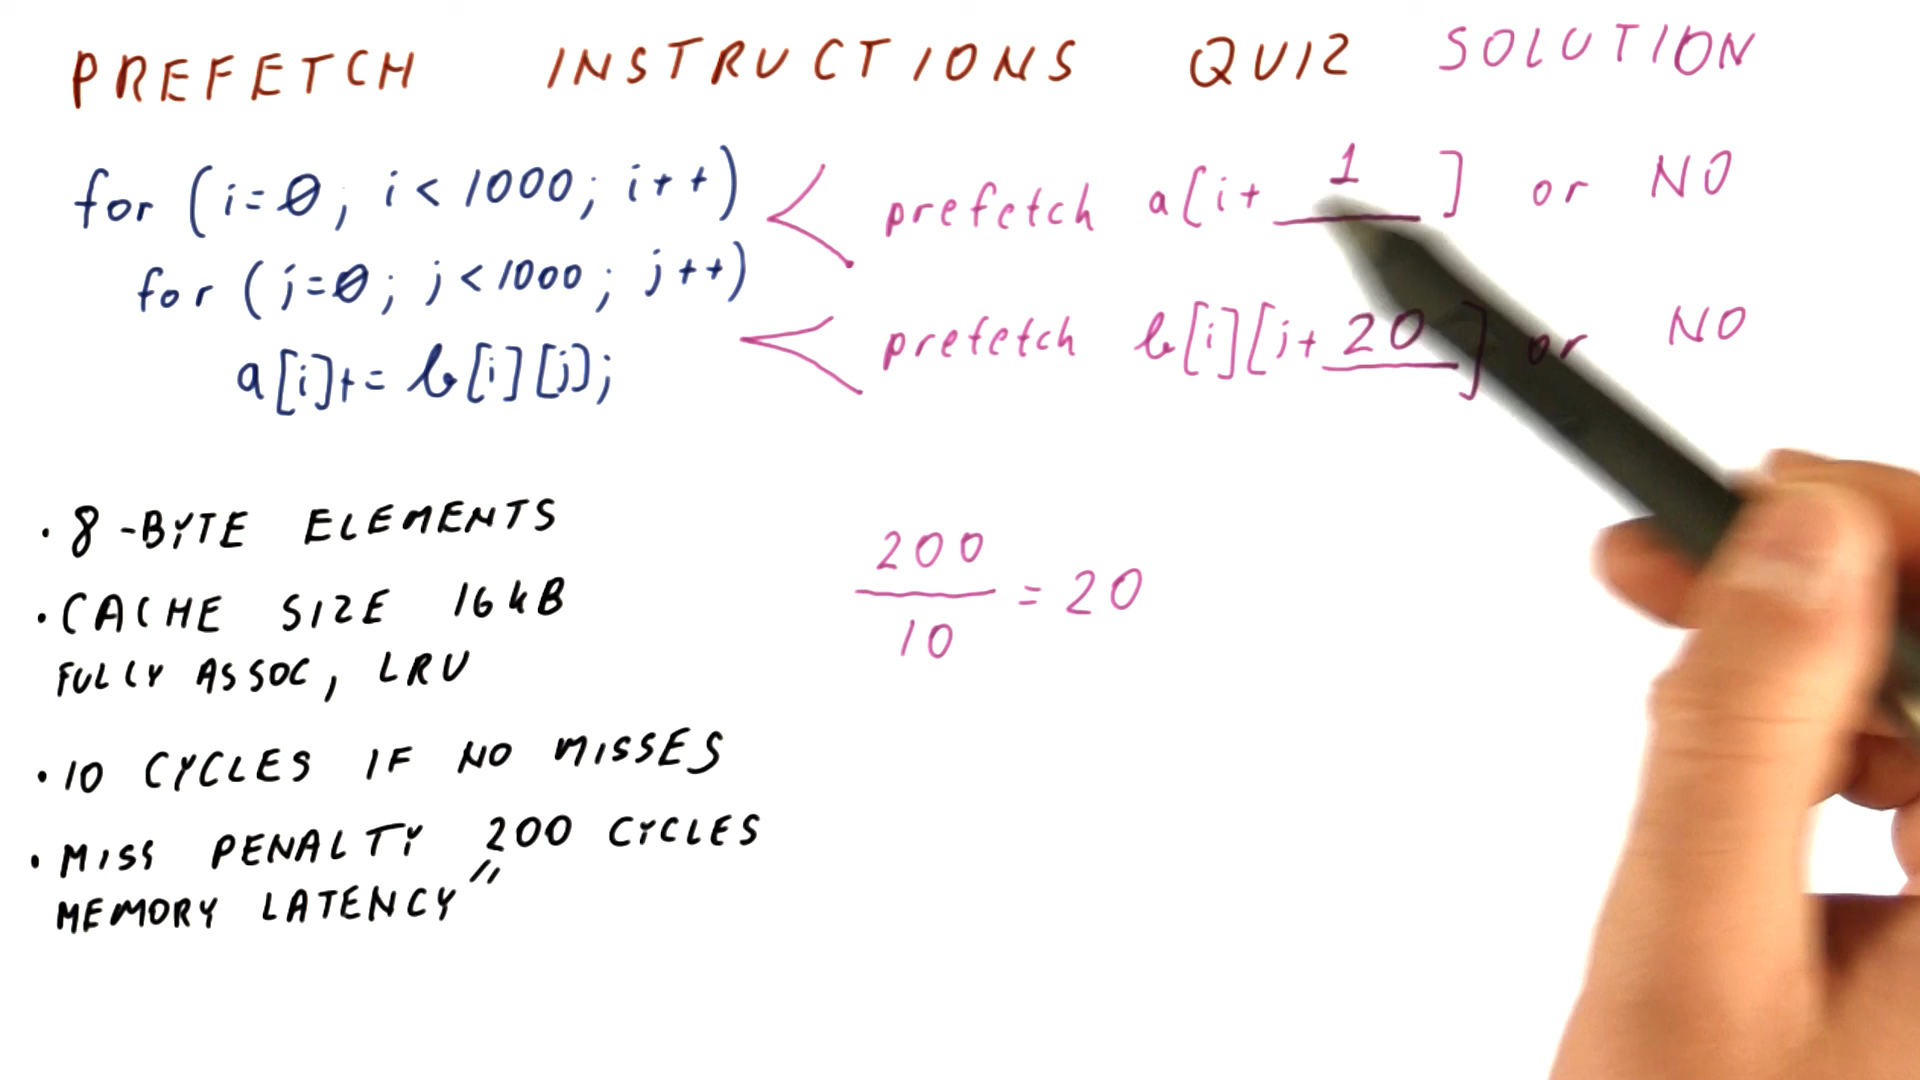 PREFETCH INSTRUCTIONS QUIZ SOLUTION
for (i=0; i<1000; i++)
prefetch a[i+ 1 ] or NO
for (j=0; j<1000; j++)
prefetch b[i][j+ 20 ] or NO
a[i]+= b[i][j];
• 8-BYTE ELEMENTS
• CACHE SIZE 16kB
FULLY ASSOC, LRU
200
10
= 20
• 10 CYCLES IF NO MISSES
• MISS PENALTY 200 CYCLES
MEMORY LATENCY "